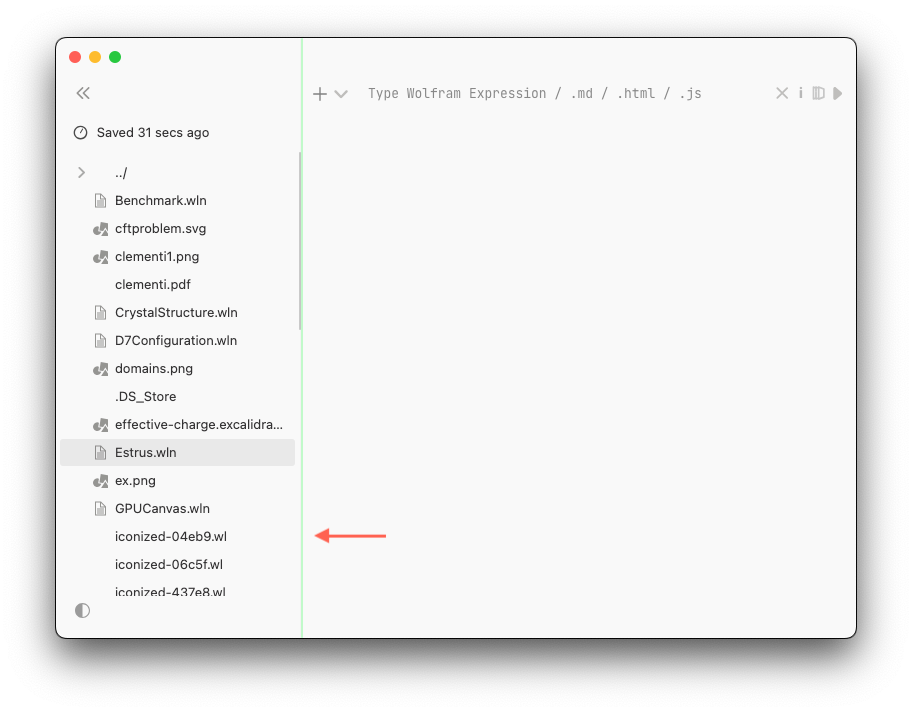 Type Wolfram Expression / .md / .html / .js
Saved 31 secs ago
../
Benchmark.wln
cftproblem.svg
clementi1.png
clementi.pdf
CrystalStructure.wln
D7Configuration.wln
domains.png
.DS_Store
effective-charge.excalidra...
Estrus.wln
ex.png
GPUCanvas.wln
iconized-04eb9.wl
iconized-06c5f.wl
iconized-437e8.wl